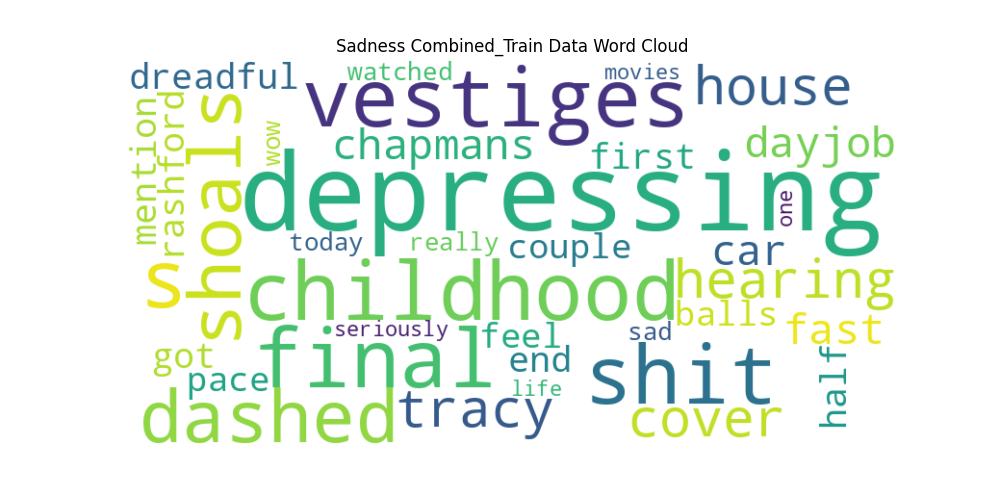 Sadness Combined_Train Data Word Cloud
dreadful
watched
movies
house
vestiges
mention
rashford
shoals
wow
chapmans
first
dayjob
depressing
one
today
really
couple
car
s
childhood
hearing
balls
fast
seriously
feel
sad
got
final
end
shit
half
pace
life
dashed
tracy
cover